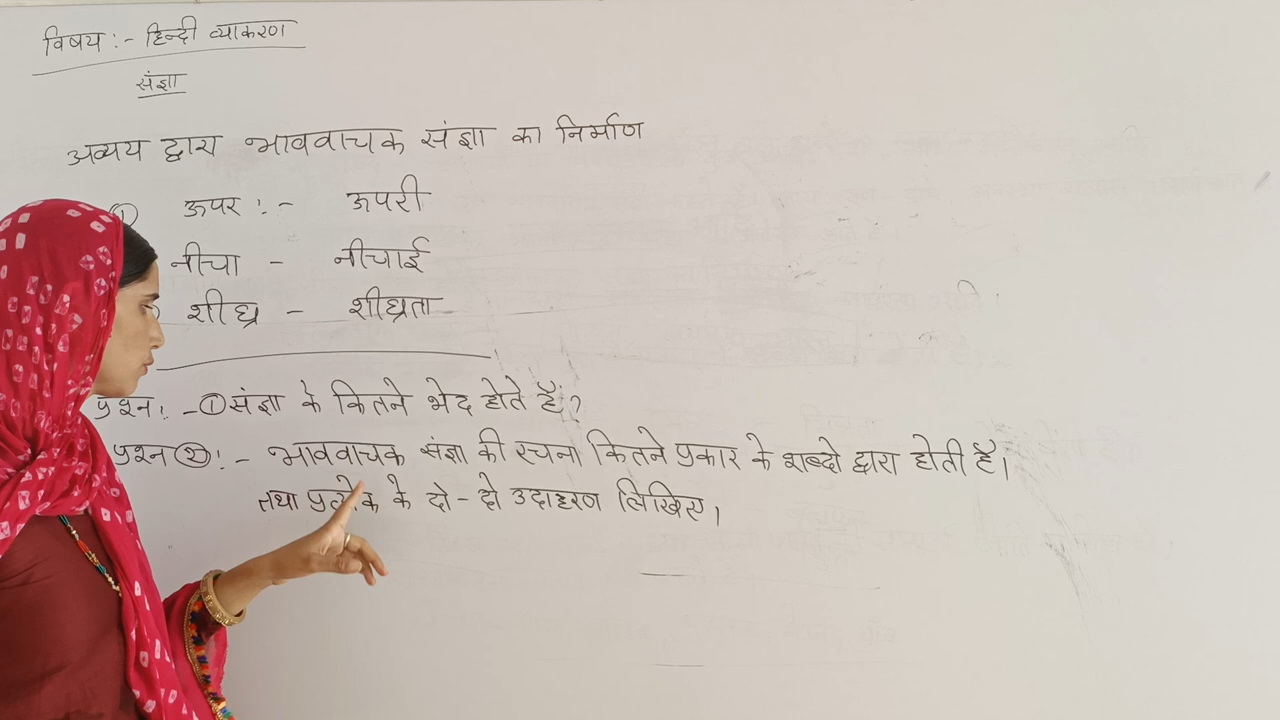 विषय :- हिन्दी व्याकरण
संज्ञा
अव्यय द्वारा भाववाचक संज्ञा का निर्माण
① ऊपर :- ऊपरी
नीचा - नीचाई
शीघ्र - शीघ्रता
प्रश्न :- ① संज्ञा के कितने भेद होते हैं?
प्रश्न ② :- भाववाचक संज्ञा की रचना कितने प्रकार के शब्दो द्वारा होती है।
तथा प्रत्येक के दो-दो उदाहरण लिखिए।